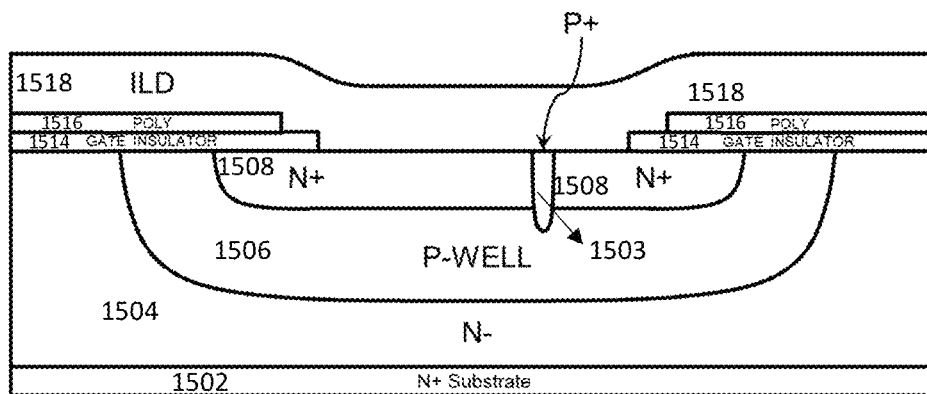 P+
1518 ILD
1518
1516 POLY
1516 POLY
1514 GATE INSULATOR
1514 GATE INSULATOR
1508 N+
1508 N+
1506
P-WELL
1503
1504
N-
1502 N+ Substrate